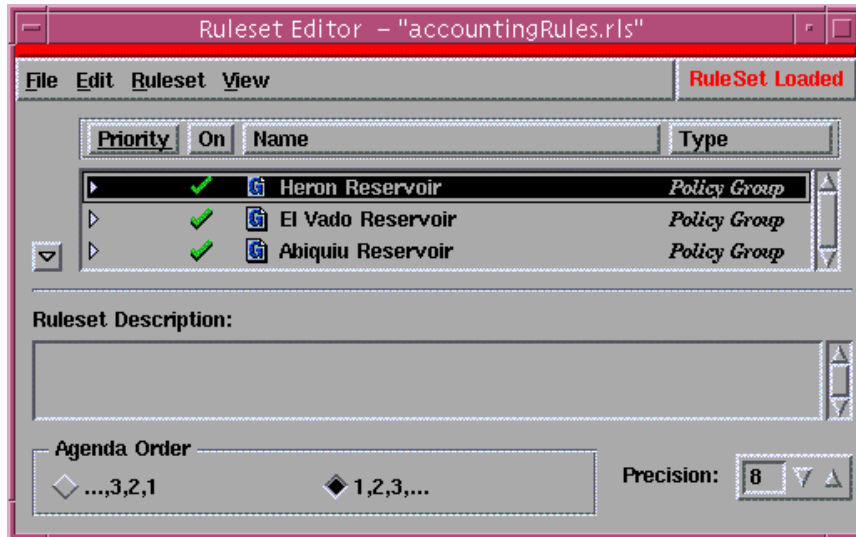 Ruleset Editor – "accountingRules.rls"
File Edit Ruleset View RuleSet Loaded
Priority On Name Type
G Heron Reservoir Policy Group
G El Vado Reservoir Policy Group
G Abiquiu Reservoir Policy Group
Ruleset Description:
Agenda Order
...,3,2,1 1,2,3,... Precision: 8